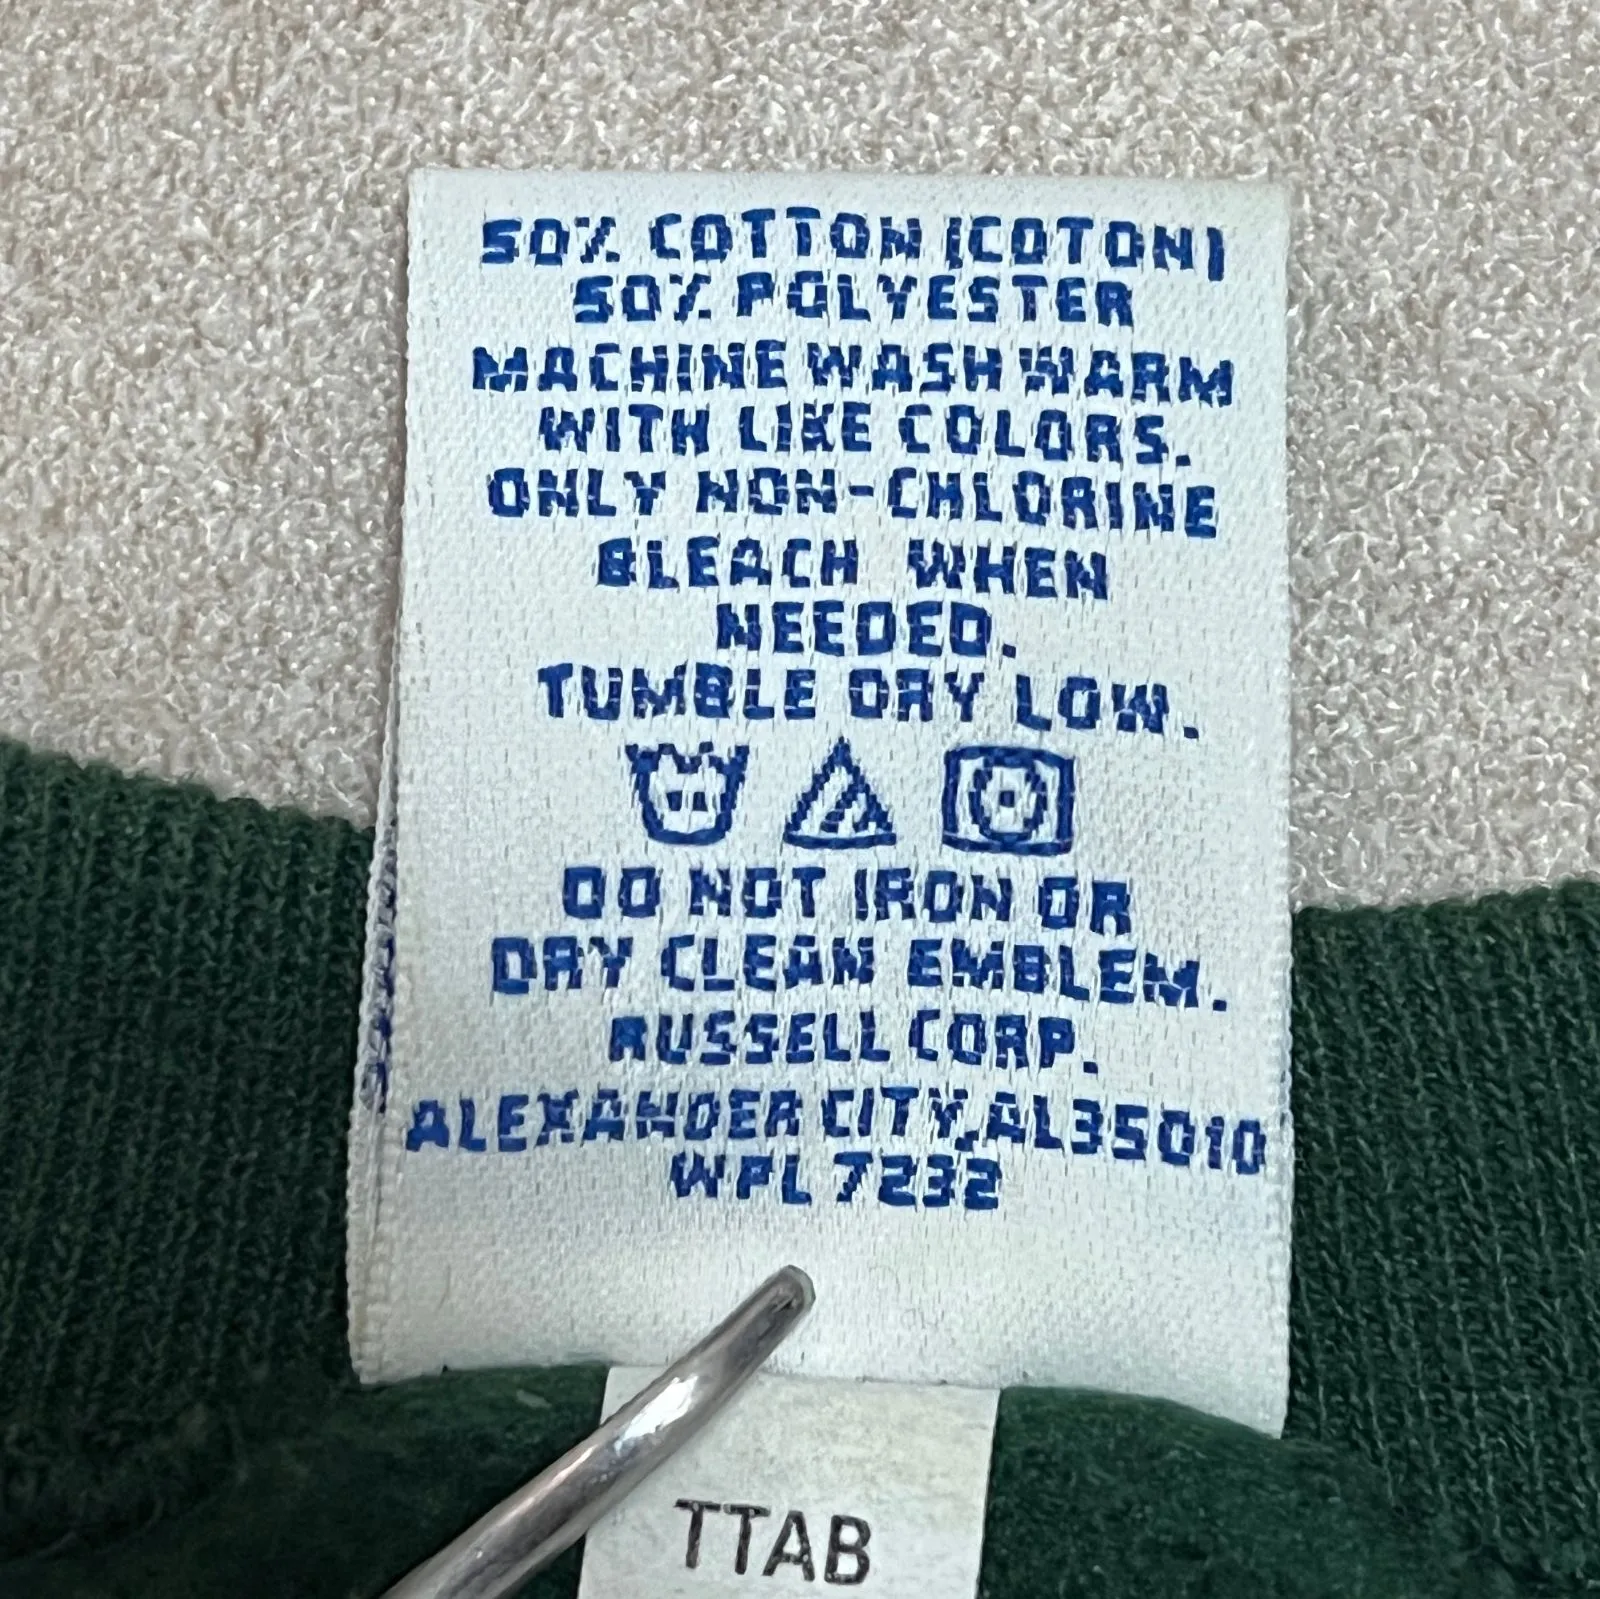 50% COTTON (COTON)
50% POLYESTER
MACHINE WASH WARM
WITH LIKE COLORS.
ONLY NON-CHLORINE
BLEACH WHEN
NEEDED.
TUMBLE DRY LOW.
DO NOT IRON OR
DRY CLEAN EMBLEM.
RUSSELL CORP.
ALEXANDER CITY,AL35010
WPL 7232
TTAB